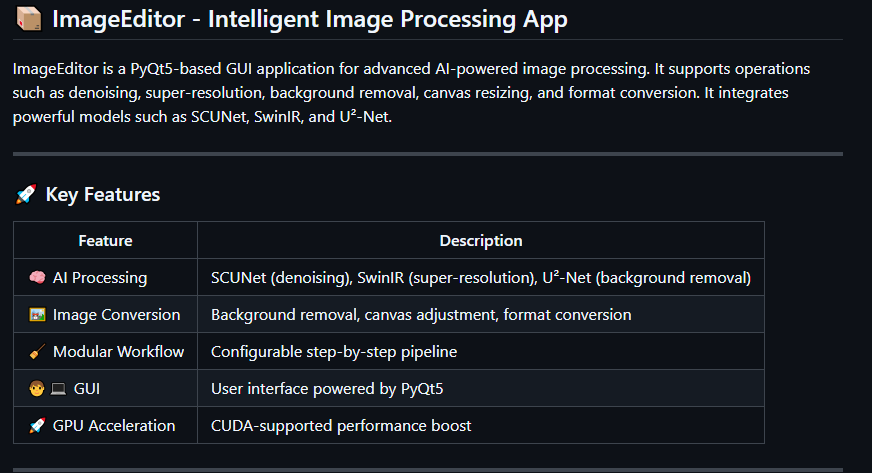 📦 ImageEditor - Intelligent Image Processing App
ImageEditor is a PyQt5-based GUI application for advanced AI-powered image processing. It supports operations
such as denoising, super-resolution, background removal, canvas resizing, and format conversion. It integrates
powerful models such as SCUNet, SwinIR, and U²-Net.
🚀 Key Features
Feature Description
🧠 AI Processing SCUNet (denoising), SwinIR (super-resolution), U²-Net (background removal)
🖼️ Image Conversion Background removal, canvas adjustment, format conversion
🧹 Modular Workflow Configurable step-by-step pipeline
🧑💻 GUI User interface powered by PyQt5
🚀 GPU Acceleration CUDA-supported performance boost